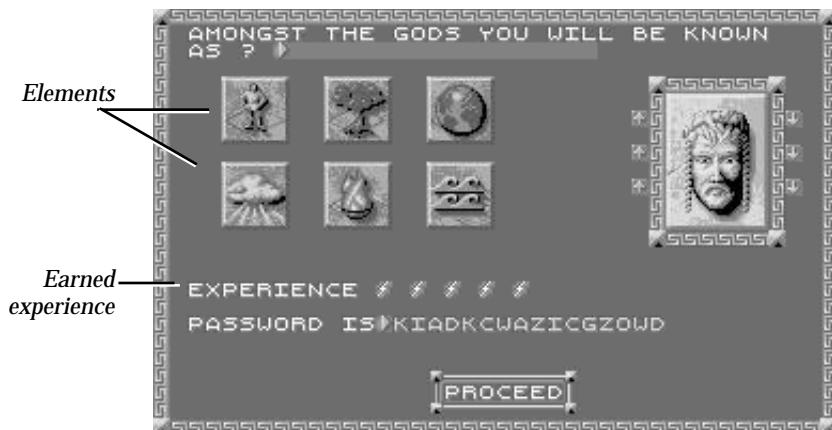 AMONGST THE GODS YOU WILL BE KNOWN
AS ?
Elements
Earned
experience
EXPERIENCE
PASSWORD IS KIADKCWAZICGZOWD
PROCEED